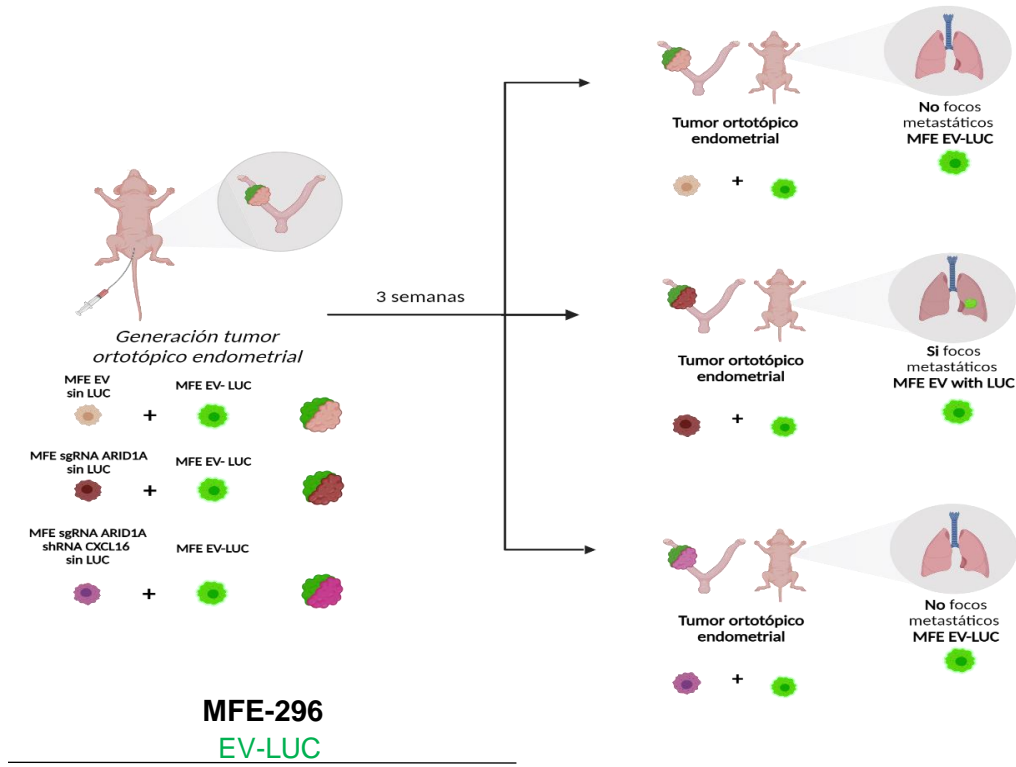 Generación tumor
ortotópico endometrial
MFE EV
sin LUC
+
MFE EV- LUC
MFE sgRNA ARID1A
sin LUC
+
MFE EV- LUC
MFE sgRNA ARID1A
shRNA CXCL16
sin LUC
+
MFE EV-LUC
MFE-296
EV-LUC
3 semanas
Tumor ortotópico
endometrial
+
No focos
metastáticos
MFE EV-LUC
Tumor ortotópico
endometrial
+
Si focos
metastáticos
MFE EV with LUC
Tumor ortotópico
endometrial
+
No focos
metastáticos
MFE EV-LUC